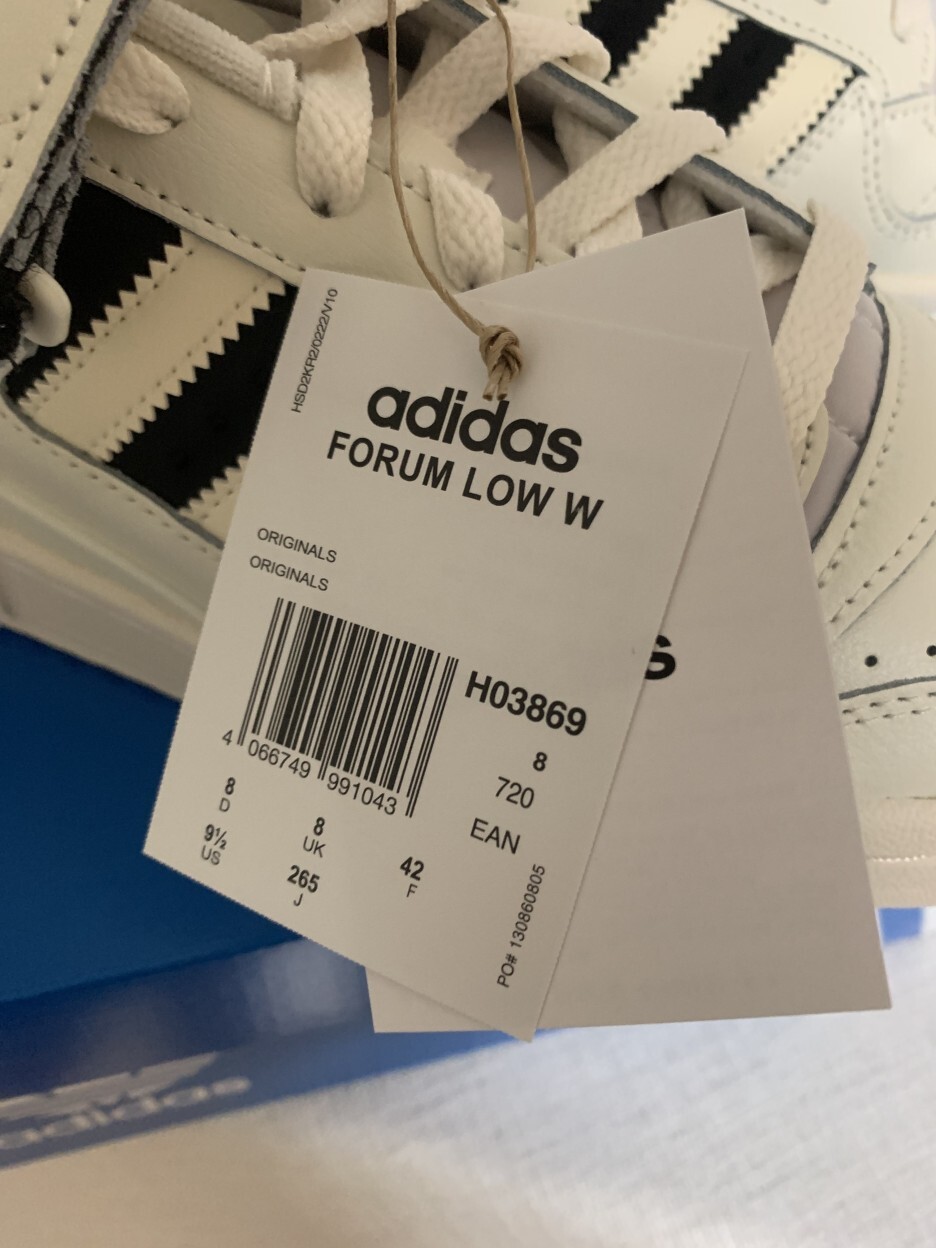 HSD2KR2/0222/V10
adidas
FORUM LOW W
ORIGINALS
ORIGINALS
H03869
8
720
EAN
4 066749 991043
8
D
8
UK
9½
US
265
J
42
F
PO# 130860805
s
adidas